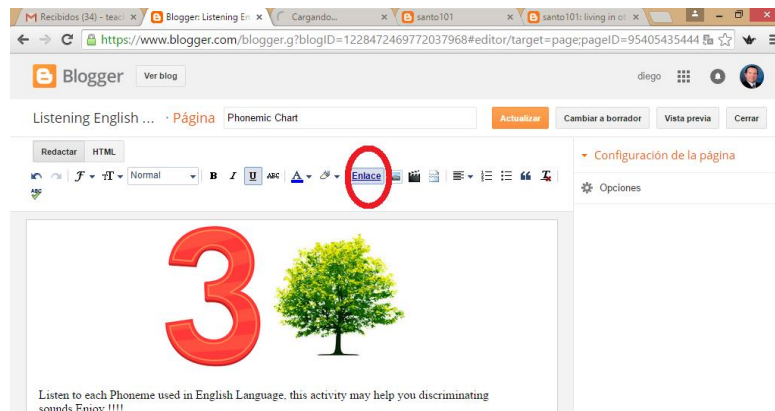 Recibidos (34) - teach
Blogger: Listening En
Cargando...
santo101
santo101: living in ot
https://www.blogger.com/blogger.g?blogID=1228472469772037968#editor/target=page;pageID=95405435444
Blogger
Ver blog
diego
Listening English ... · Página
Phonemic Chart
Actualizar
Cambiar a borrador
Vista previa
Cerrar
Redactar
HTML
Configuración de la página
Normal
B I U ABC A
Enlace
ABC
Opciones
3
Listen to each Phoneme used in English Language, this activity may help you discriminating
sounds Enjoy !!!!